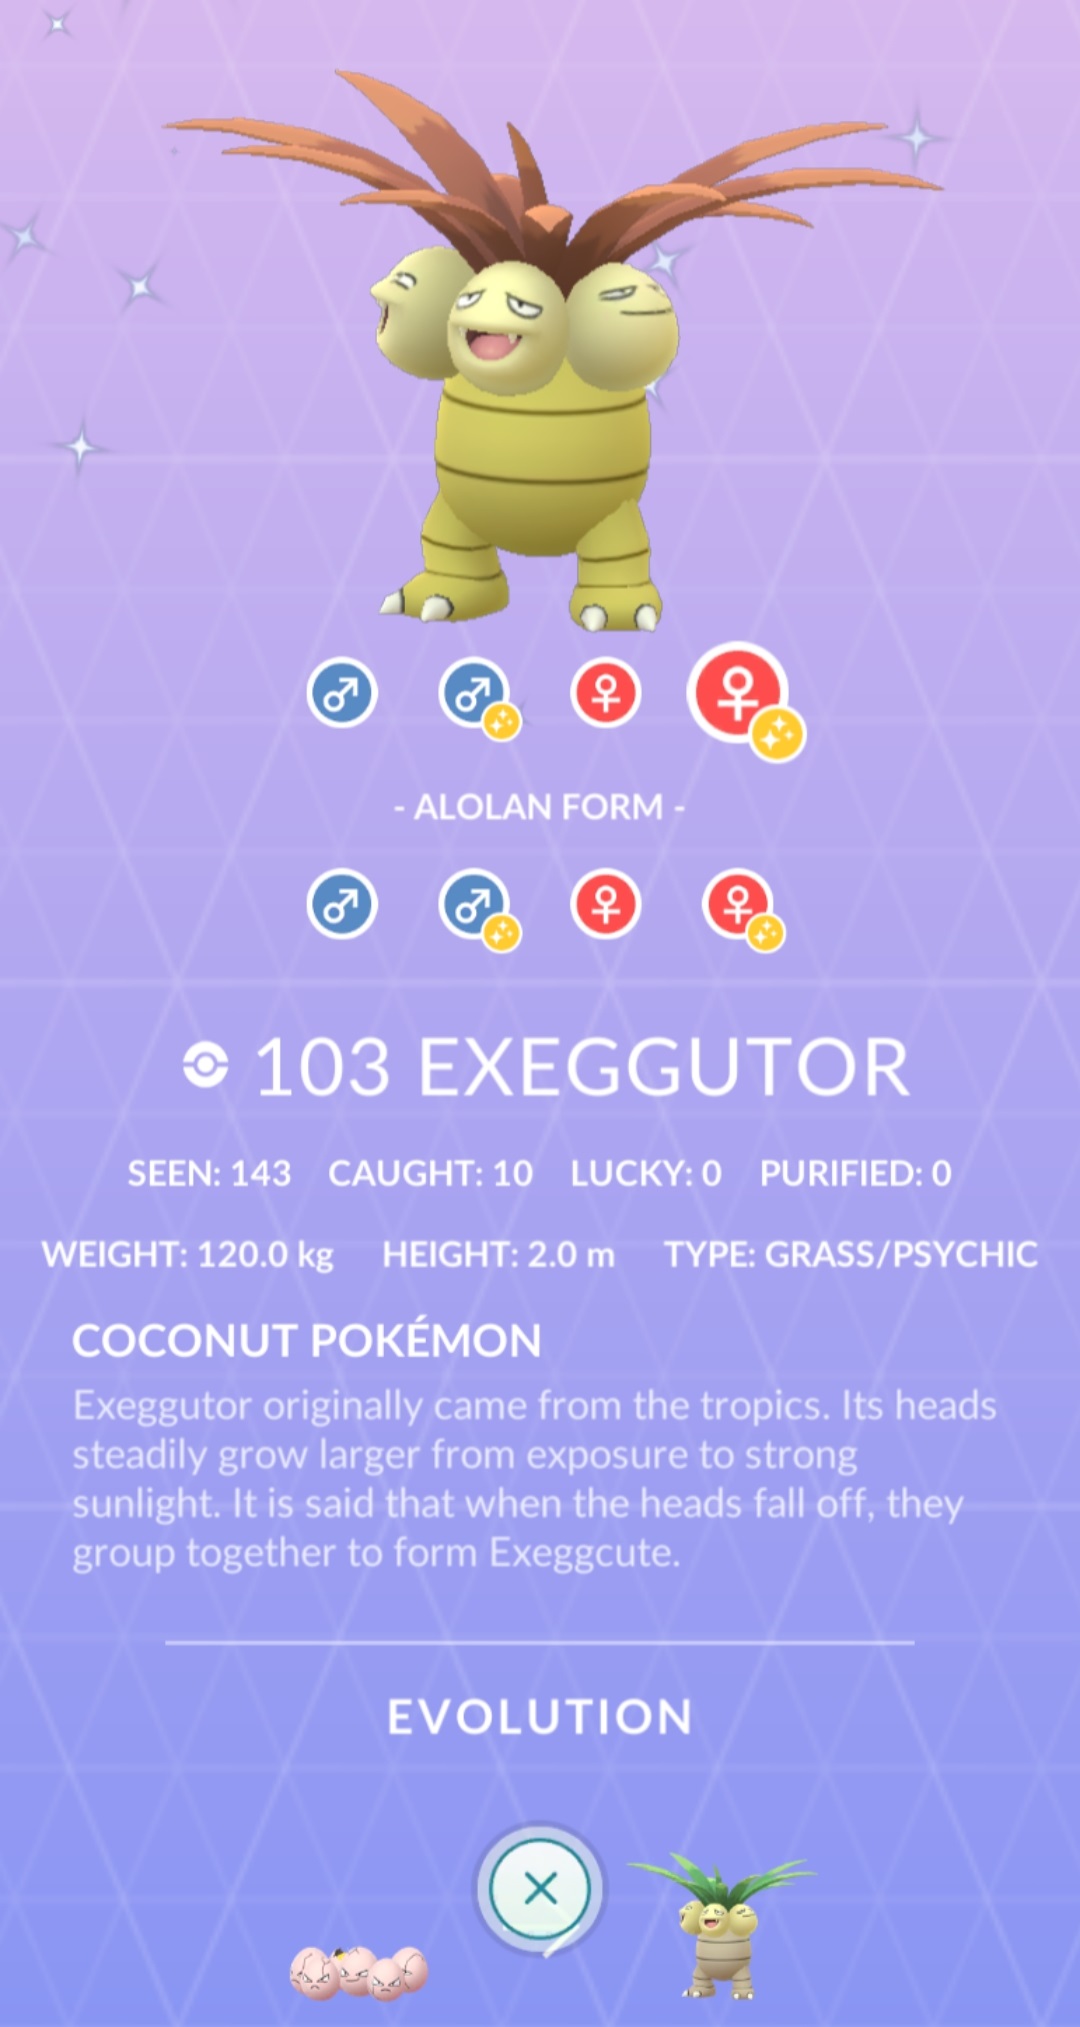 - ALOLAN FORM -
103 EXEGGUTOR
SEEN: 143 CAUGHT: 10 LUCKY: 0 PURIFIED: 0
WEIGHT: 120.0 kg HEIGHT: 2.0 m TYPE: GRASS/PSYCHIC
COCONUT POKÉMON
Exeggutor originally came from the tropics. Its heads
steadily grow larger from exposure to strong
sunlight. It is said that when the heads fall off, they
group together to form Exeggcute.
EVOLUTION